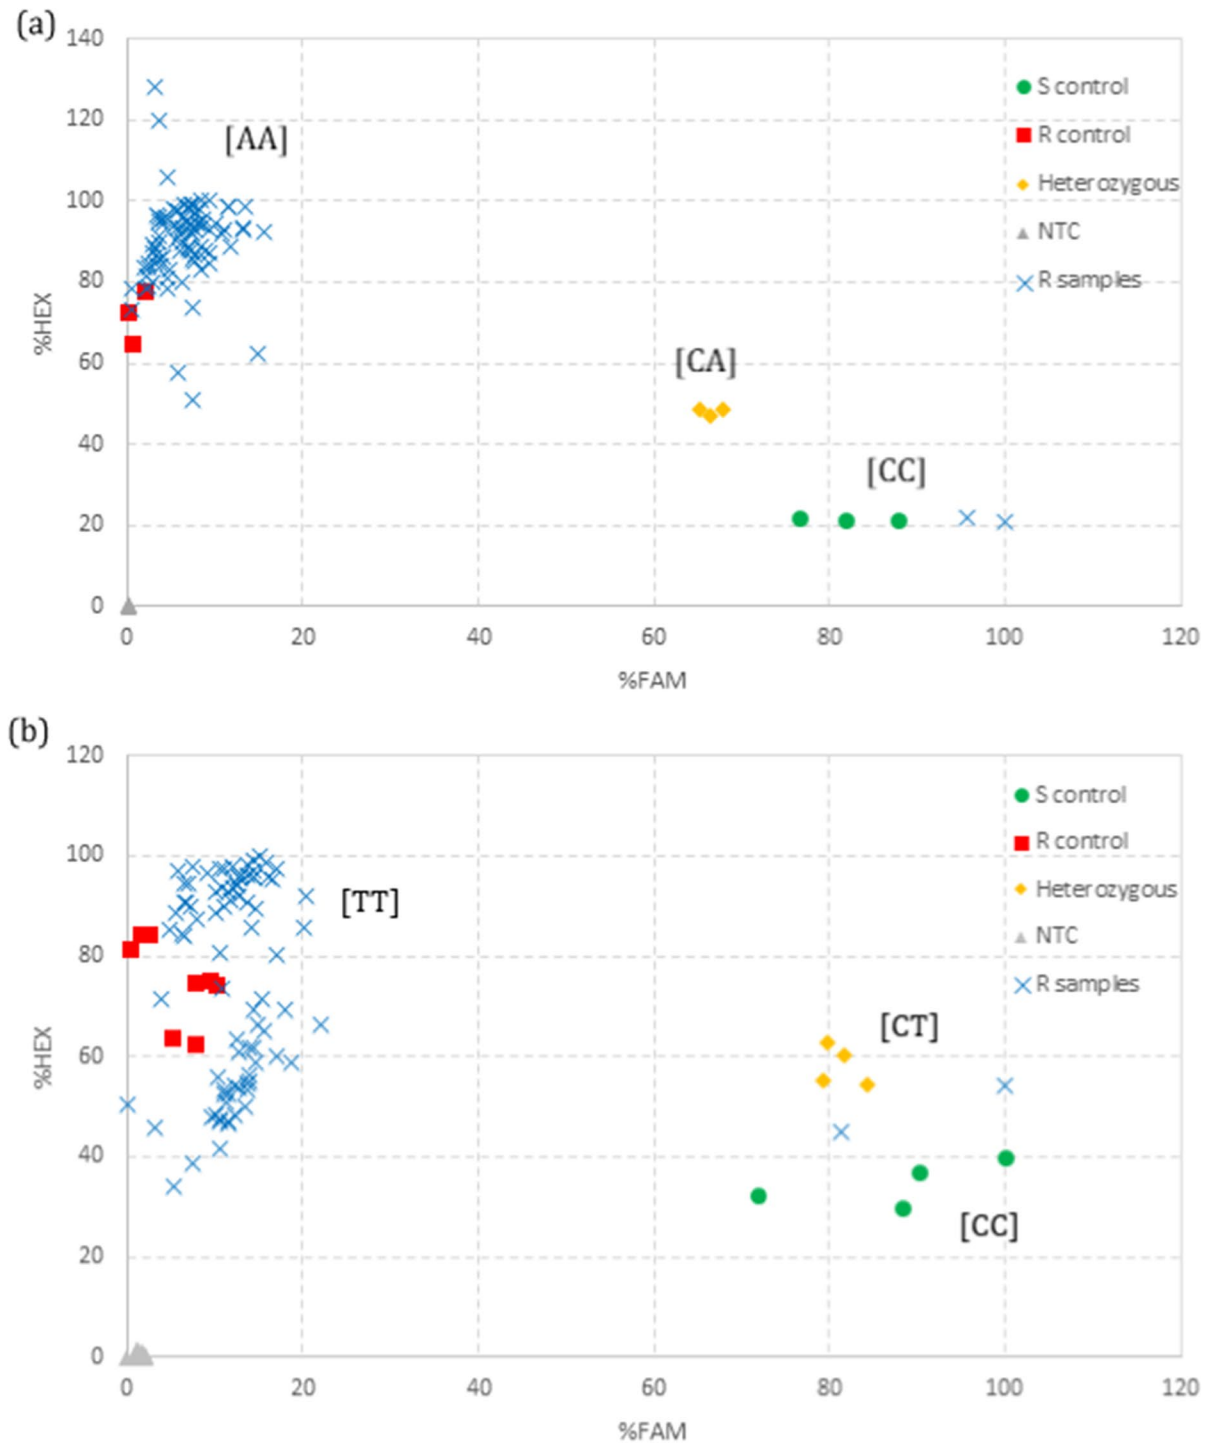 (a)
140
120
100
80
60
40
20
0
%HEX
[AA]
[CA]
[CC]
S control
R control
Heterozygous
NTC
R samples
0 20 40 60 80 100 120
%FAM
(b)
120
100
80
60
40
20
0
%HEX
[TT]
[CT]
[CC]
S control
R control
Heterozygous
NTC
R samples
0 20 40 60 80 100 120
%FAM